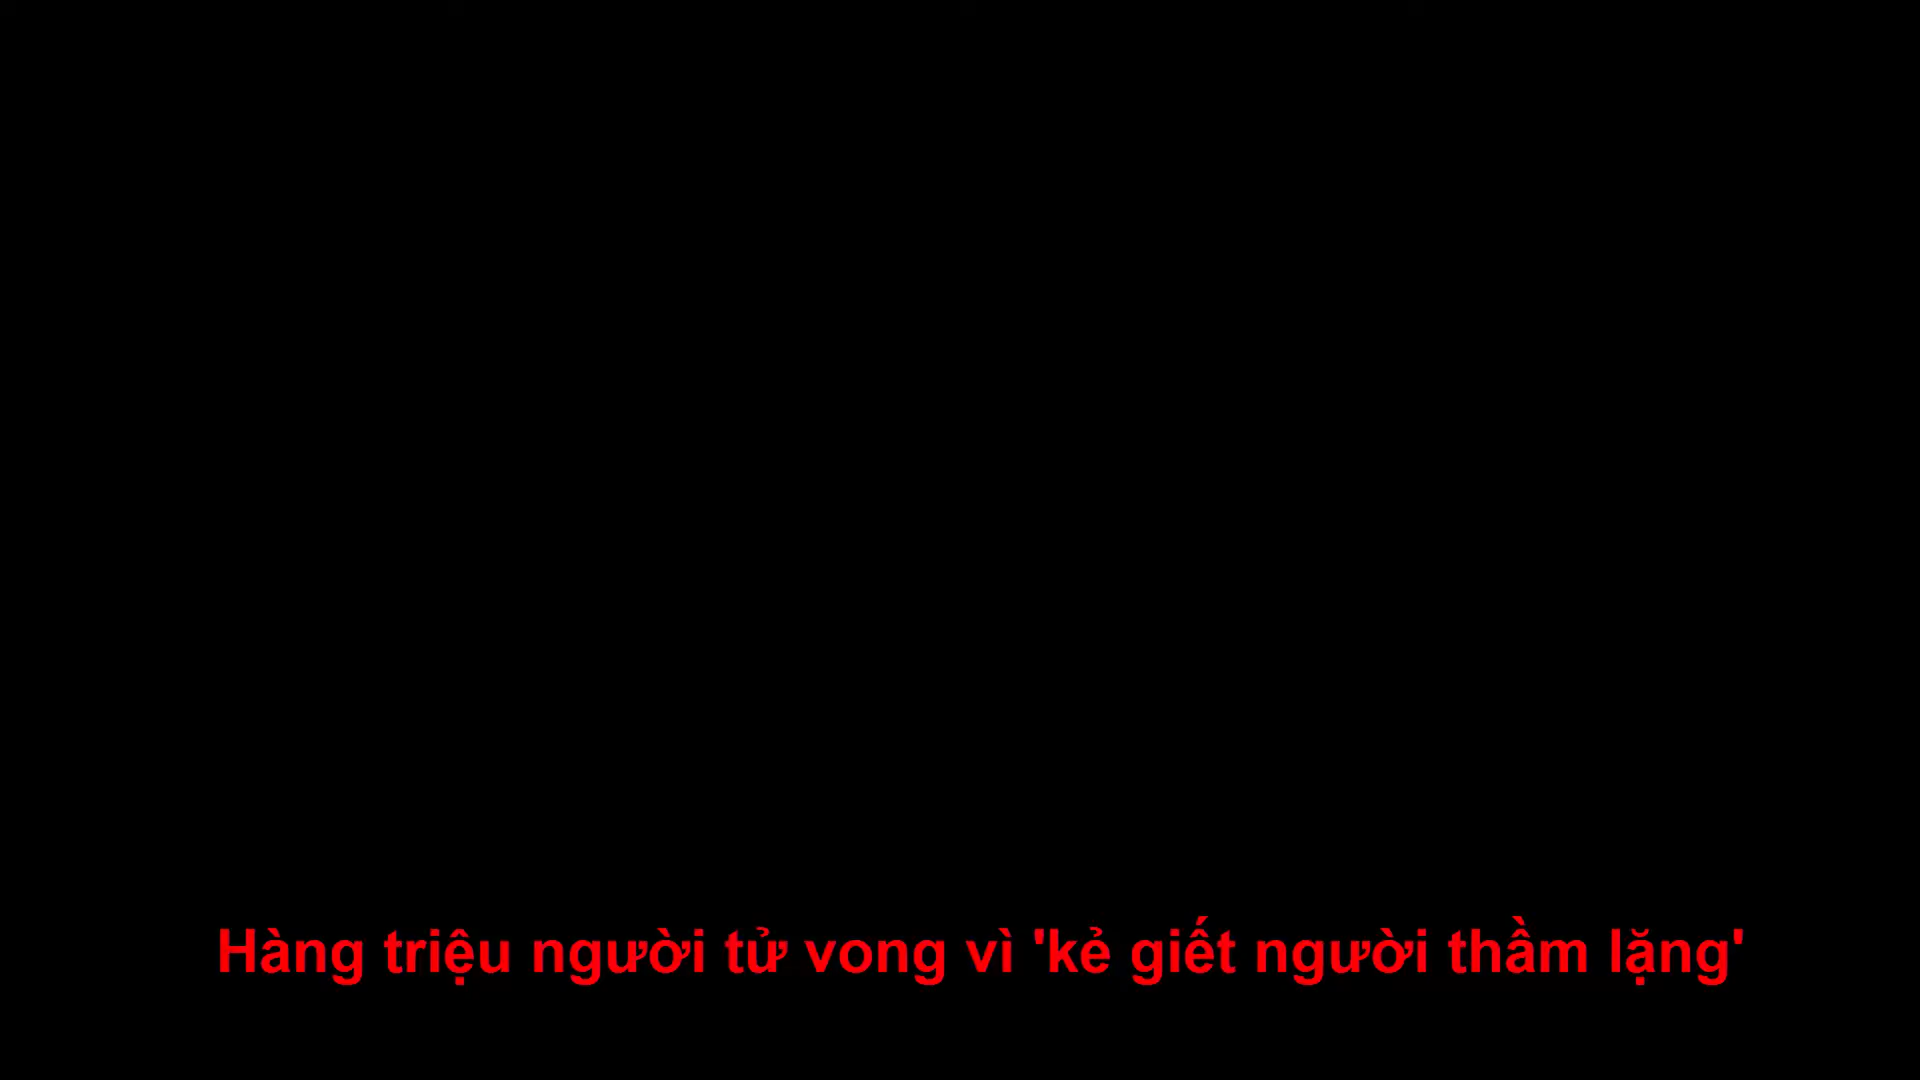 Hàng triệu người tử vong vì 'kẻ giết người thầm lặng'